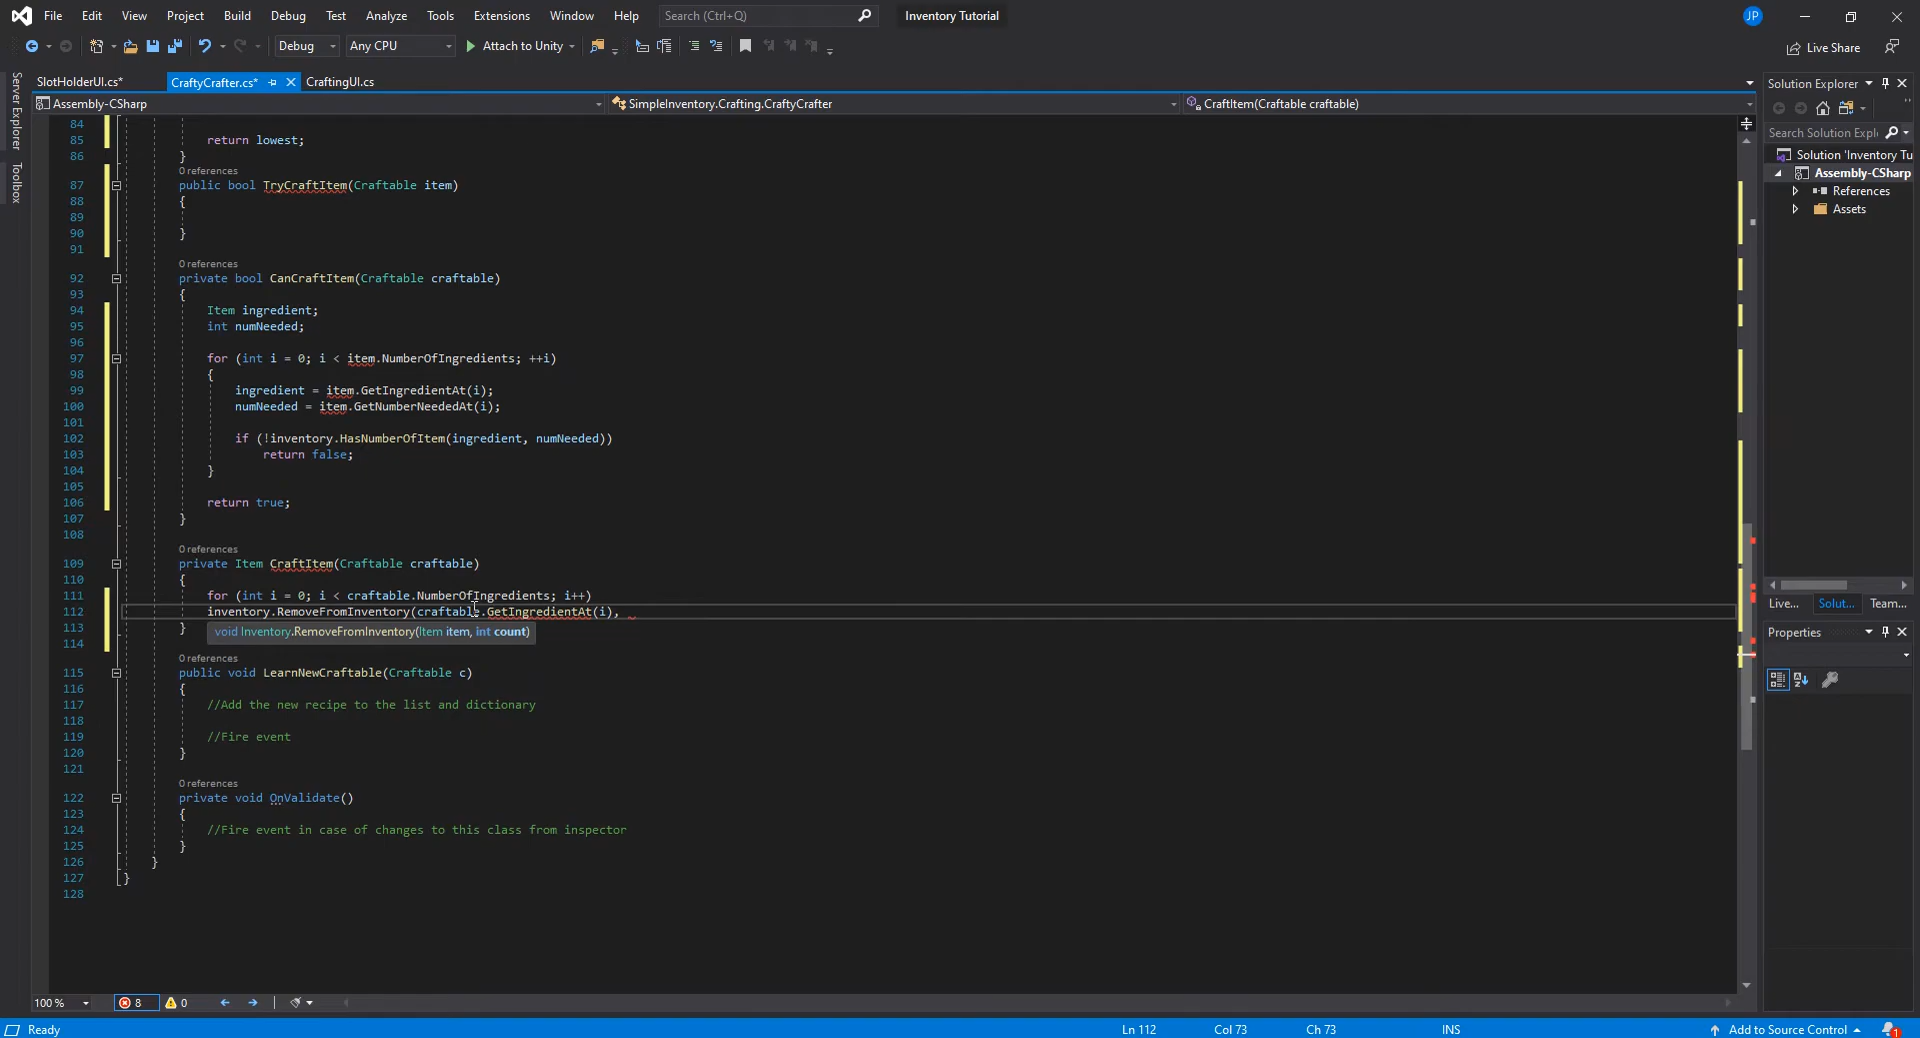 File Edit View Project Build Debug Test Analyze Tools Extensions Window Help Search (Ctrl+Q) Inventory Tutorial JP
Debug Any CPU Attach to Unity Live Share
SlotHolderUI.cs* CraftyCrafter.cs* CraftingUI.cs
Assembly-CSharp SimpleInventory.Crafting.CraftyCrafter CraftItem(Craftable craftable)
Server Explorer
Toolbox
84
85 return lowest;
86 }
0 references
87 public bool TryCraftItem(Craftable item)
88 {
89
90 }
91
0 references
92 private bool CanCraftItem(Craftable craftable)
93 {
94 Item ingredient;
95 int numNeeded;
96
97 for (int i = 0; i < item.NumberOfIngredients; ++i)
98 {
99 ingredient = item.GetIngredientAt(i);
100 numNeeded = item.GetNumberNeededAt(i);
101
102 if (!inventory.HasNumberOfItem(ingredient, numNeeded))
103 return false;
104 }
105
106 return true;
107 }
108
0 references
109 private Item CraftItem(Craftable craftable)
110 {
111 for (int i = 0; i < craftable.NumberOfIngredients; i++)
112 inventory.RemoveFromInventory(craftable.GetIngredientAt(i),
113 } void Inventory.RemoveFromInventory(Item item, int count)
114
0 references
115 public void LearnNewCraftable(Craftable c)
116 {
117 //Add the new recipe to the list and dictionary
118
119 //Fire event
120 }
121
0 references
122 private void OnValidate()
123 {
124 //Fire event in case of changes to this class from inspector
125 }
126 }
127 }
128
100 % 8 0
Ready Ln 112 Col 73 Ch 73 INS Add to Source Control 1
Solution Explorer
Search Solution Expl
Solution 'Inventory Tu
Assembly-CSharp
References
Assets
Live... Solut... Team...
Properties